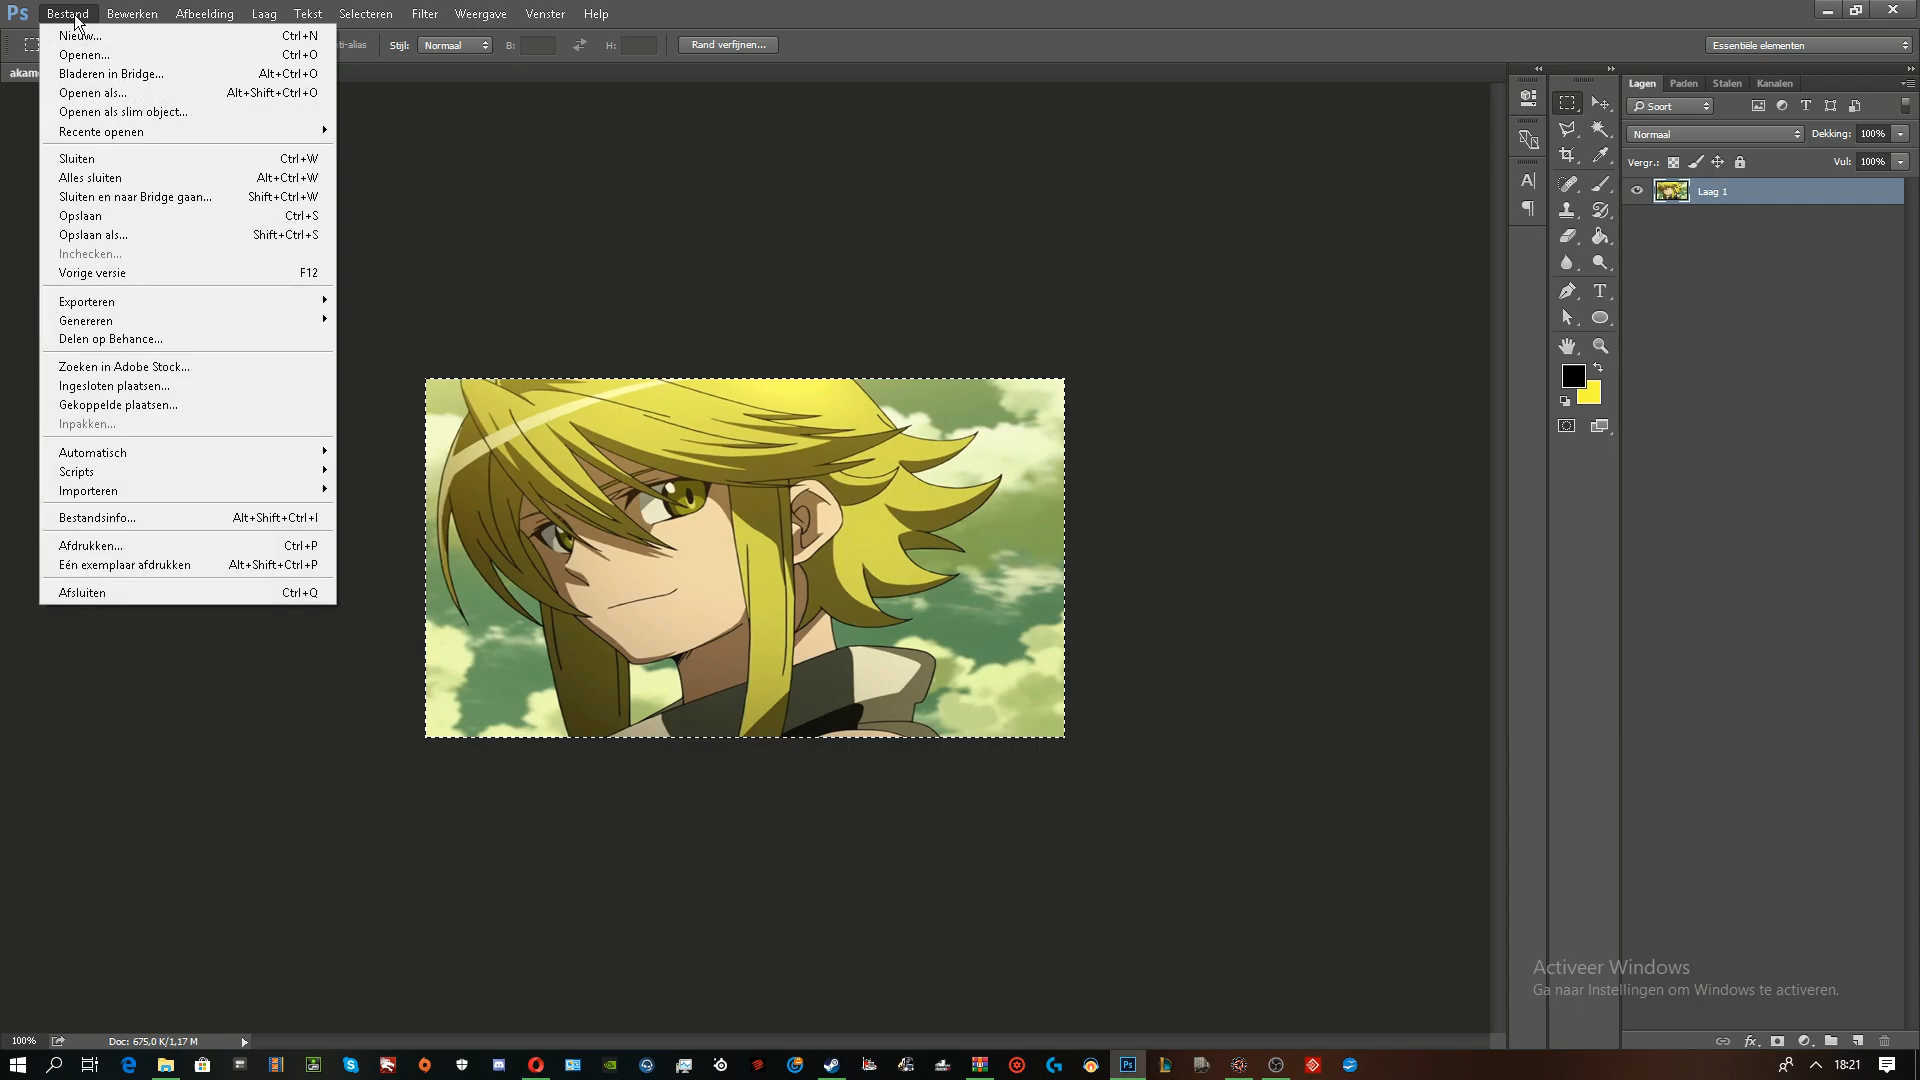 Ps Bestand Bewerken Afbeelding Laag Tekst Selecteren Filter Weergave Venster Help
nti-alias Stijl: Normaal B: H: Rand verfijnen... Essentiële elementen
akame
Nieuw... Ctrl+N
Openen... Ctrl+O
Bladeren in Bridge... Alt+Ctrl+O
Openen als... Alt+Shift+Ctrl+O
Openen als slim object...
Recente openen
Sluiten Ctrl+W
Alles sluiten Alt+Ctrl+W
Sluiten en naar Bridge gaan... Shift+Ctrl+W
Opslaan Ctrl+S
Opslaan als... Shift+Ctrl+S
Inchecken...
Vorige versie F12
Exporteren
Genereren
Delen op Behance...
Zoeken in Adobe Stock...
Ingesloten plaatsen...
Gekoppelde plaatsen...
Inpakken...
Automatisch
Scripts
Importeren
Bestandsinfo... Alt+Shift+Ctrl+I
Afdrukken... Ctrl+P
Eén exemplaar afdrukken Alt+Shift+Ctrl+P
Afsluiten Ctrl+Q
Lagen Paden Stalen Kanalen
Soort
Normaal Dekking: 100%
Vergr.: Vul: 100%
Laag 1
Activeer Windows
Ga naar Instellingen om Windows te activeren.
100% Doc: 675,0 K/1,17 M
18:21